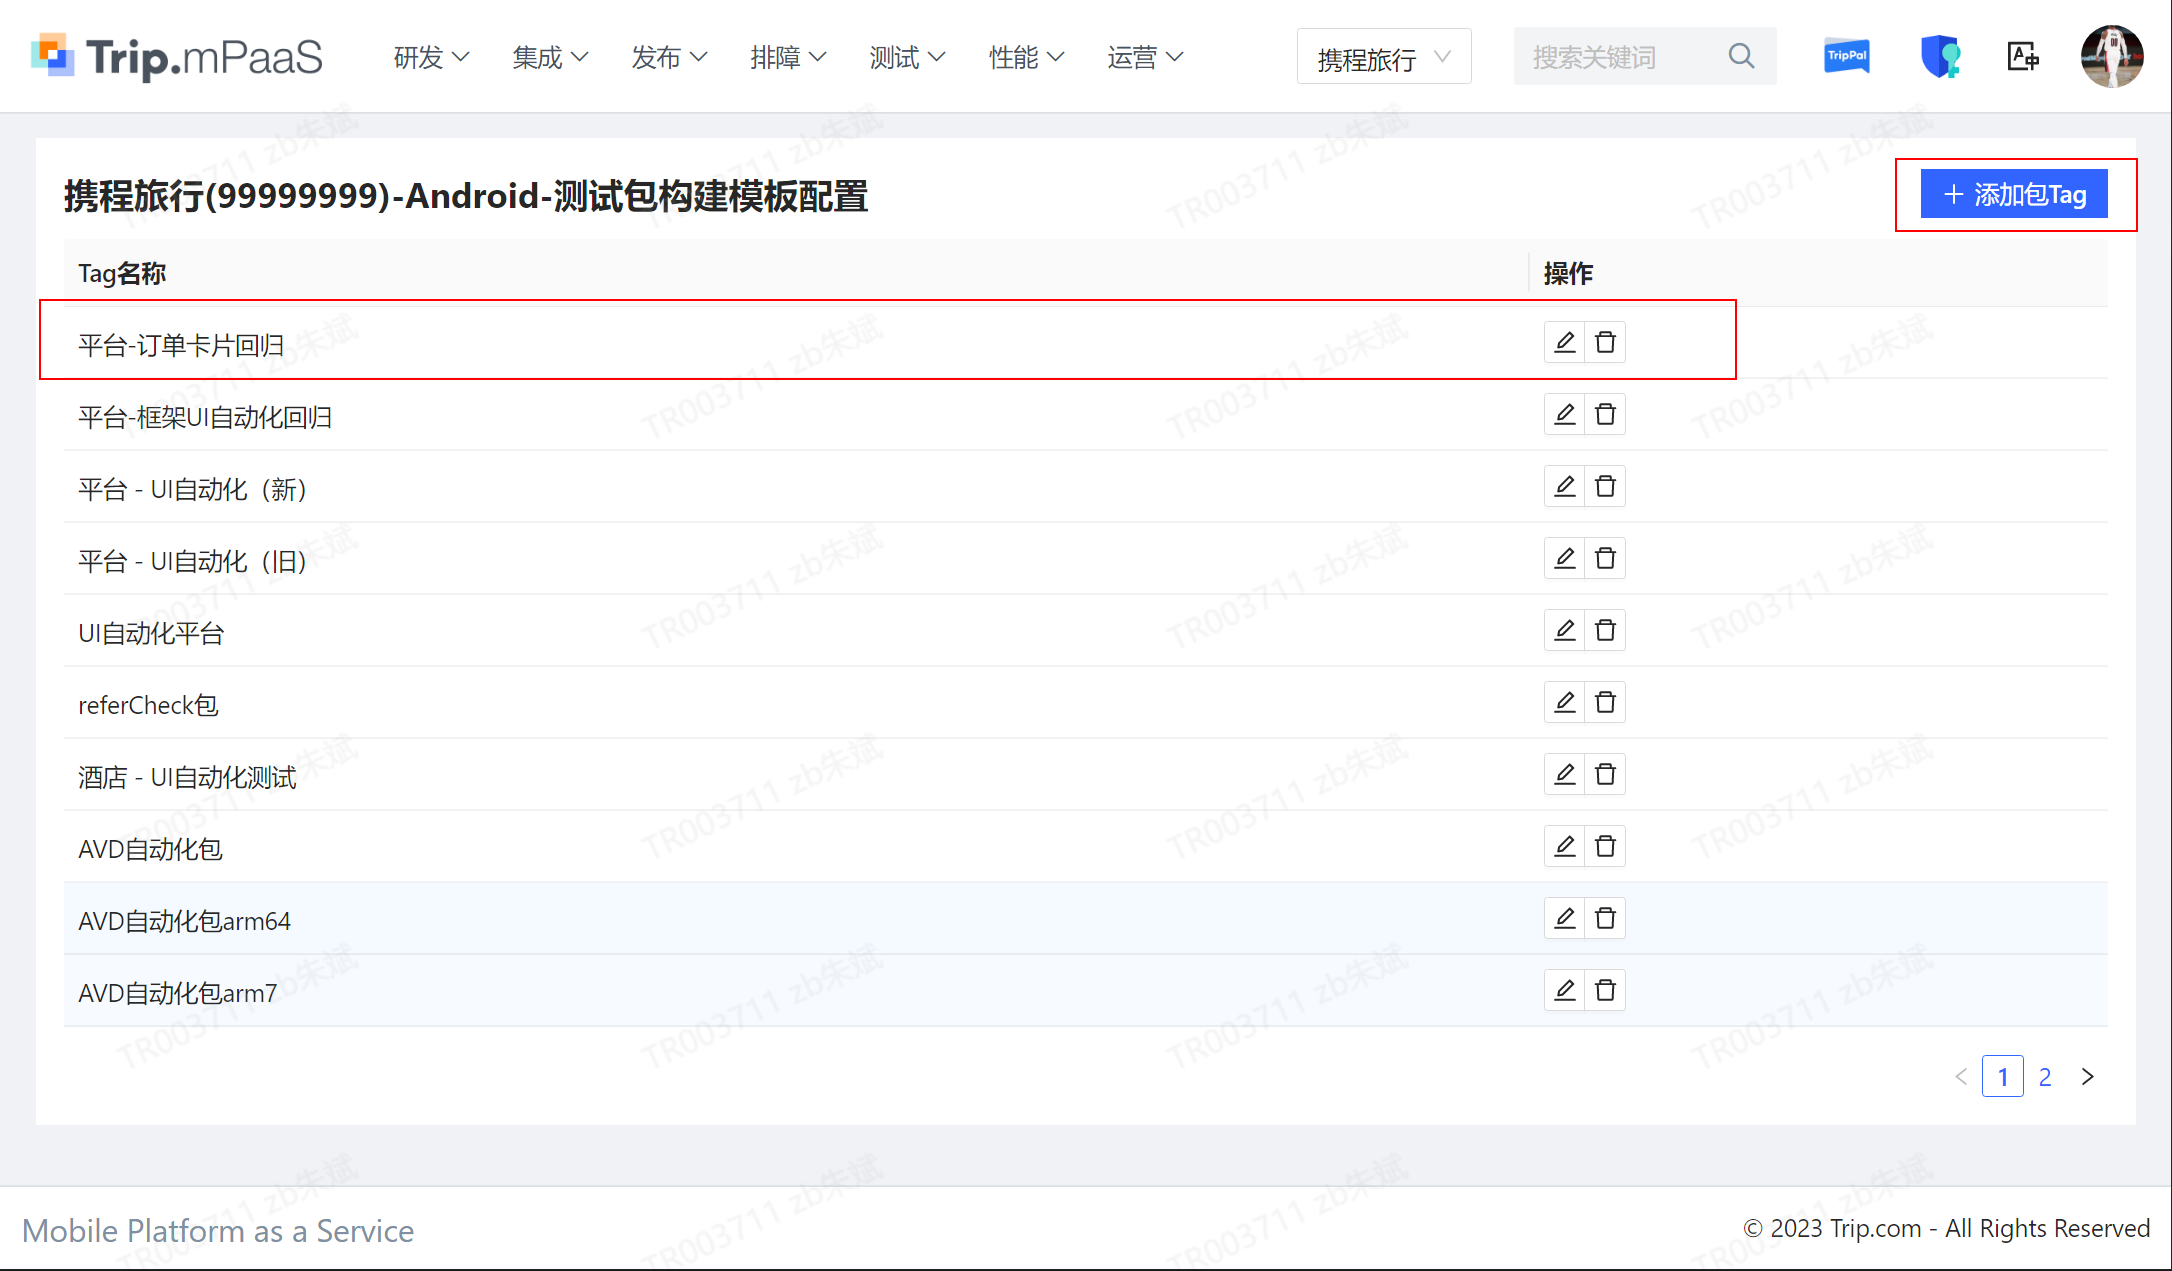 Trip.mPaaS 研发 集成 发布 排障 测试 性能 运营 携程旅行 搜索关键词 TripPal
携程旅行(99999999)-Android-测试包构建模板配置 + 添加包Tag
Tag名称 操作
平台-订单卡片回归
平台-框架UI自动化回归
平台 - UI自动化（新）
平台 - UI自动化（旧）
UI自动化平台
referCheck包
酒店 - UI自动化测试
AVD自动化包
AVD自动化包arm64
AVD自动化包arm7
< 1 2 >
Mobile Platform as a Service © 2023 Trip.com - All Rights Reserved
TR003711 zb朱斌